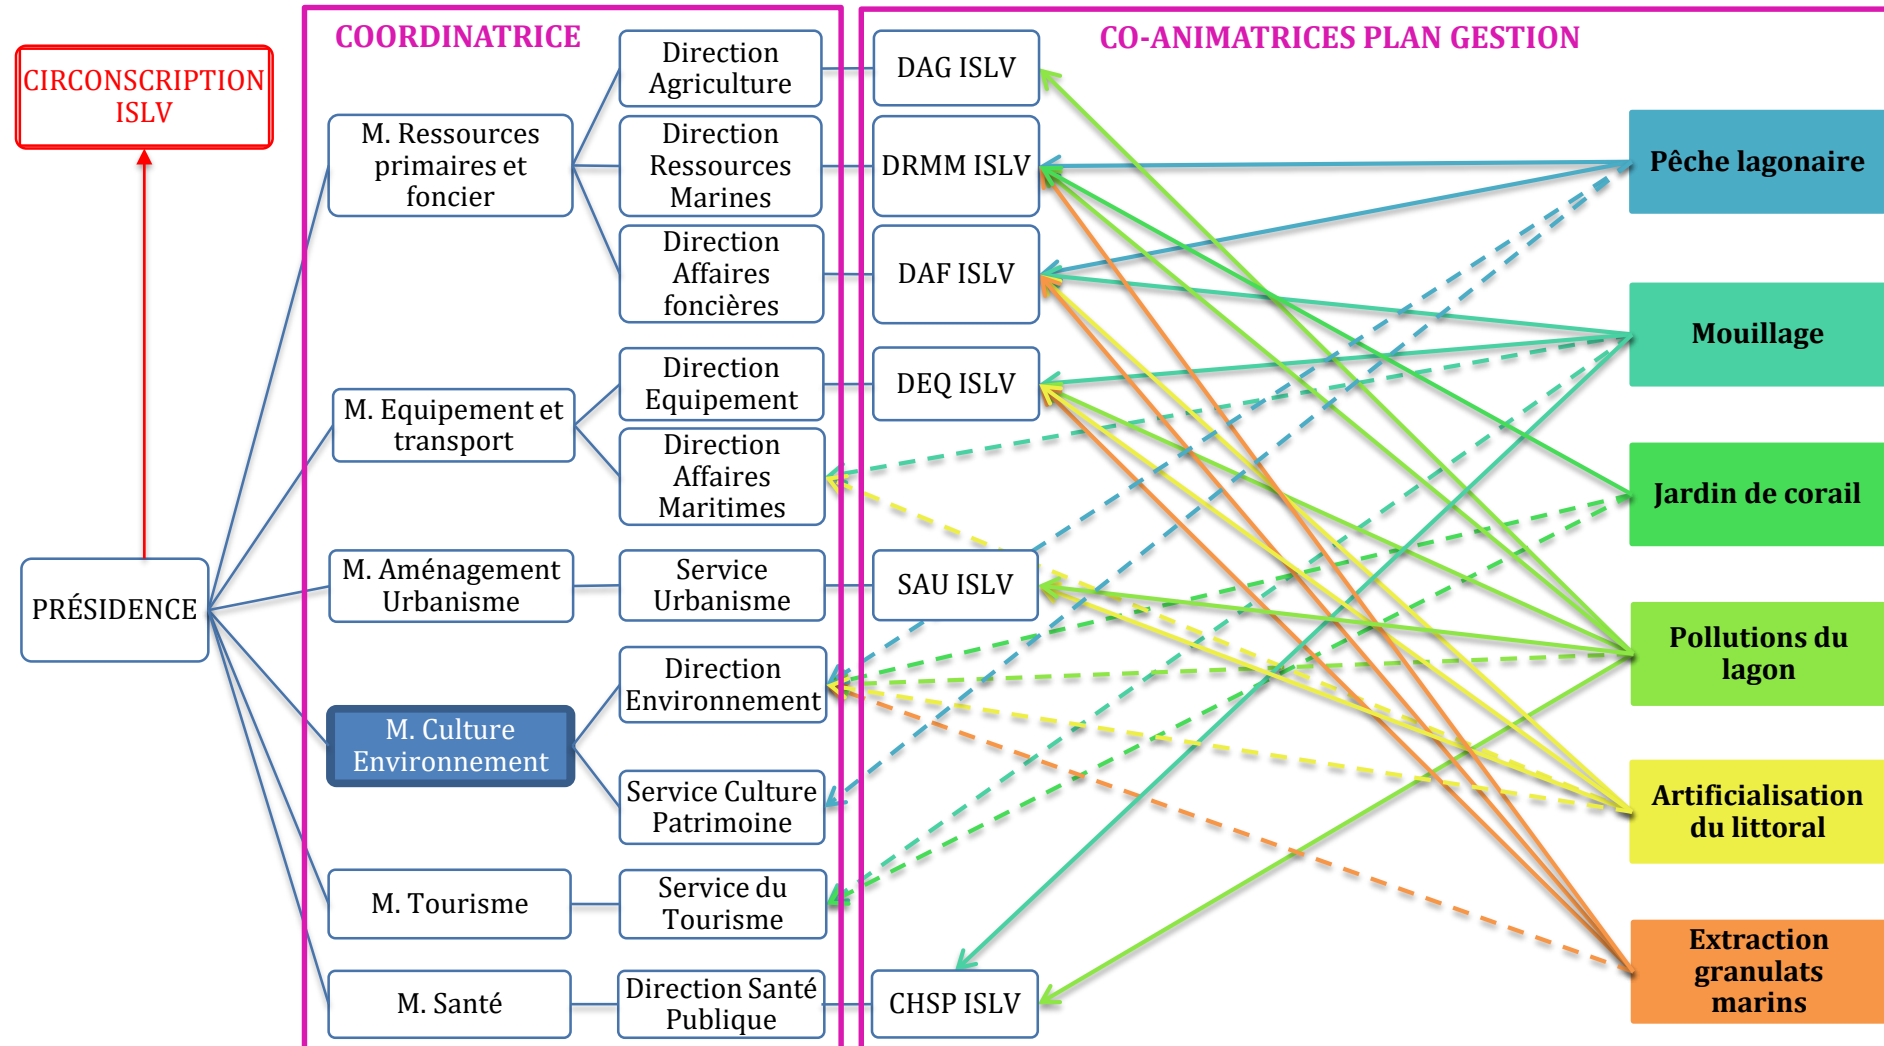 COORDINATRICE
CO-ANIMATRICES PLAN GESTION
CIRCONSCRIPTION
ISLV
PRÉSIDENCE
M. Ressources
primaires et
foncier
M. Equipement et
transport
M. Aménagement
Urbanisme
M. Culture
Environnement
M. Tourisme
M. Santé
Direction
Agriculture
Direction
Ressources
Marines
Direction
Affaires
foncières
Direction
Equipement
Direction
Affaires
Maritimes
Service
Urbanisme
Direction
Environnement
Service Culture
Patrimoine
Service du
Tourisme
Direction Santé
Publique
DAG ISLV
DRMM ISLV
DAF ISLV
DEQ ISLV
SAU ISLV
CHSP ISLV
Pêche lagonaire
Mouillage
Jardin de corail
Pollutions du
lagon
Artificialisation
du littoral
Extraction
granulats
marins